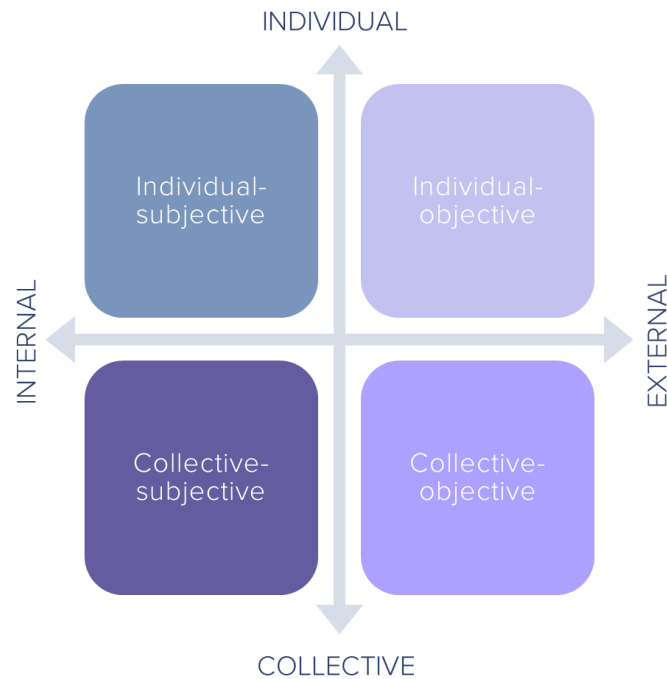 INDIVIDUAL
Individual-
subjective
Individual-
objective
INTERNAL
EXTERNAL
Collective-
subjective
Collective-
objective
COLLECTIVE